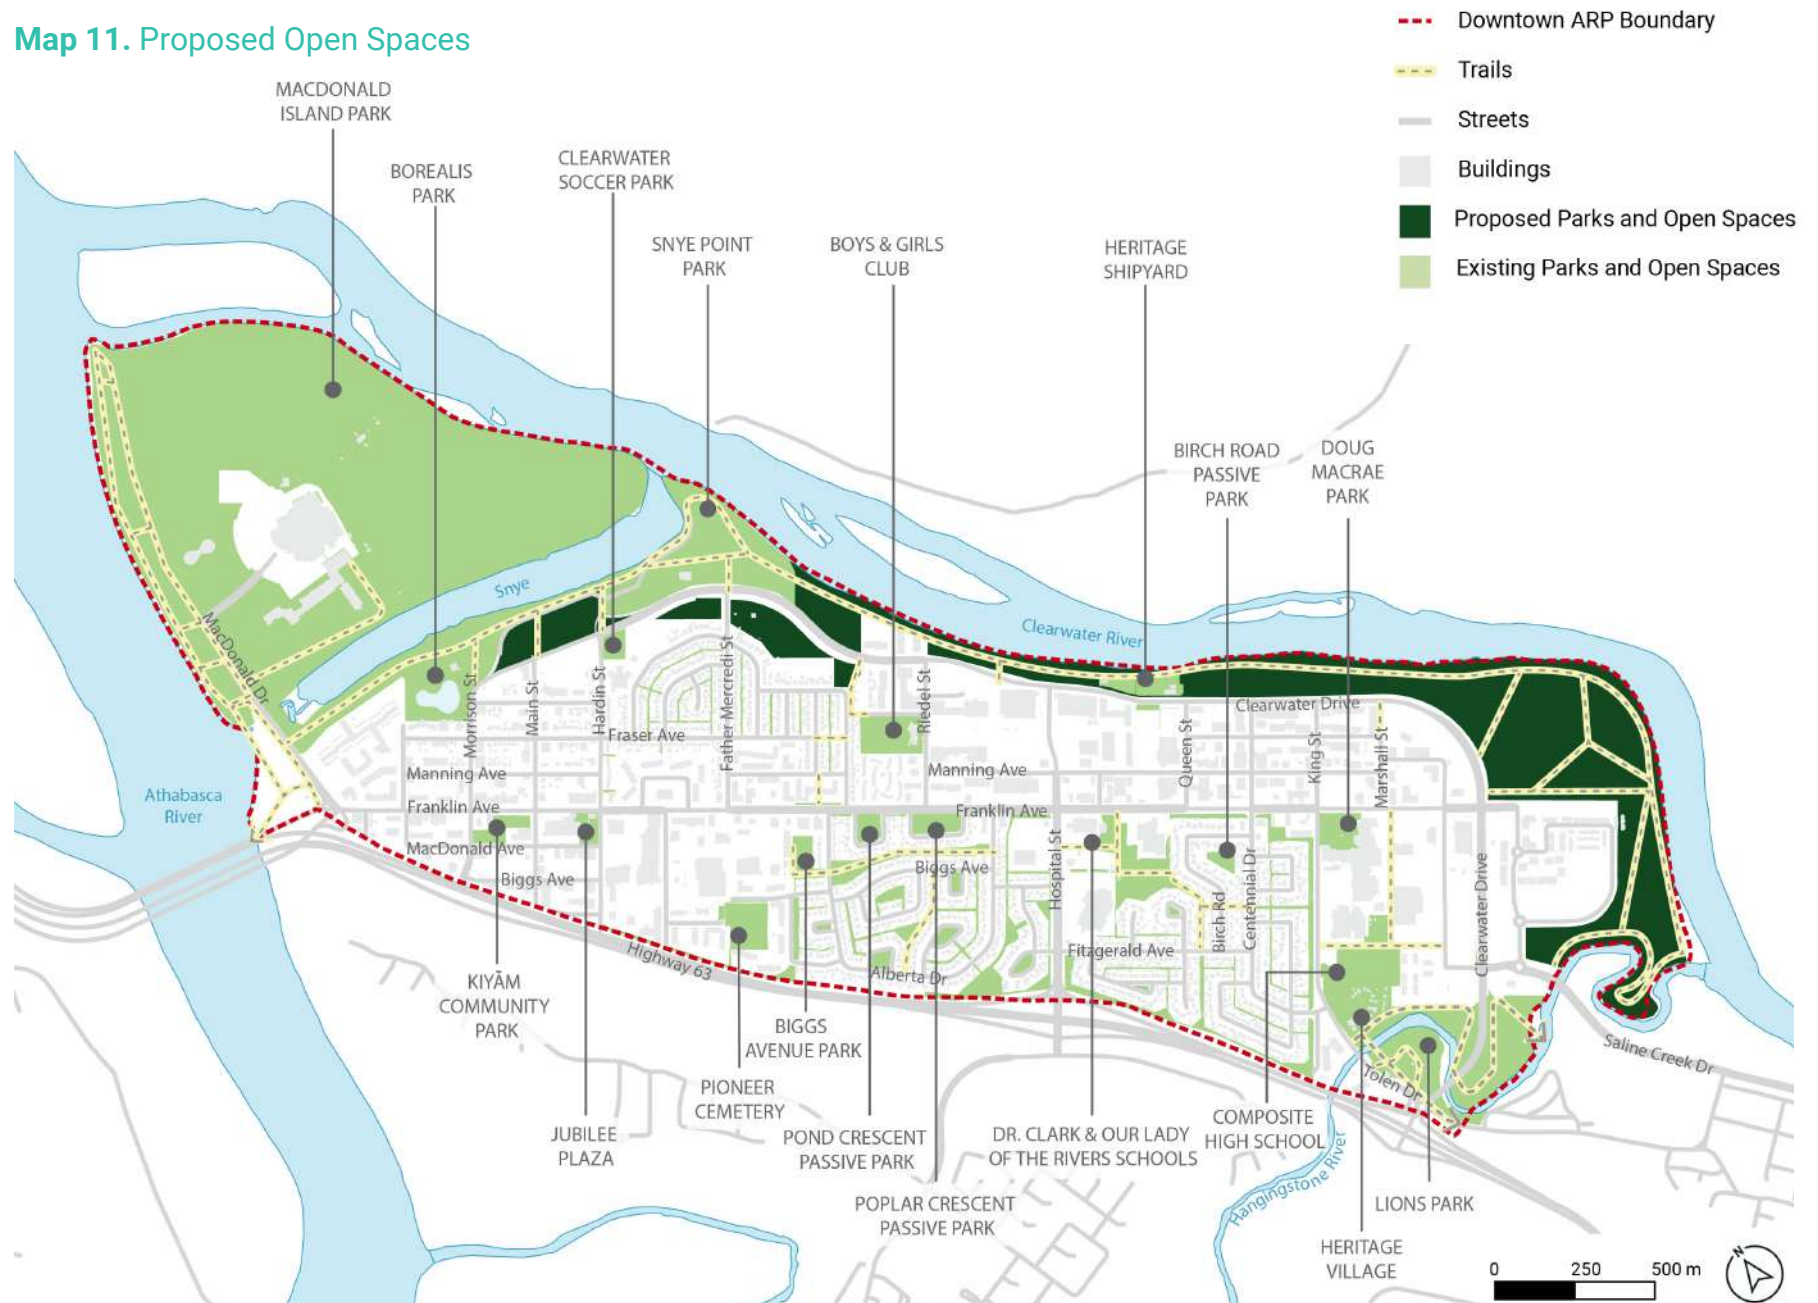 Map 11. Proposed Open Spaces
Downtown ARP Boundary
Trails
Streets
Buildings
Proposed Parks and Open Spaces
Existing Parks and Open Spaces
MACDONALD
ISLAND PARK
BOREALIS
PARK
CLEARWATER
SOCCER PARK
SNYE POINT
PARK
BOYS & GIRLS
CLUB
HERITAGE
SHIPYARD
BIRCH ROAD
PASSIVE
PARK
DOUG
MACRAE
PARK
Snye
Clearwater River
MacDonald Dr
Morrison St
Main St
Hardin St
Father Mercredi St
Riedel St
Fraser Ave
Manning Ave
Manning Ave
Franklin Ave
Franklin Ave
MacDonald Ave
Biggs Ave
Biggs Ave
Clearwater Drive
Queen St
King St
Marshall St
Hospital St
Birch Rd
Centennial Dr
Clearwater Drive
Fitzgerald Ave
Alberta Dr
Highway 63
Athabasca
River
Saline Creek Dr
Tolen Dr
Hangingstone River
KIYĀM
COMMUNITY
PARK
JUBILEE
PLAZA
PIONEER
CEMETERY
BIGGS
AVENUE PARK
POND CRESCENT
PASSIVE PARK
POPLAR CRESCENT
PASSIVE PARK
DR. CLARK & OUR LADY
OF THE RIVERS SCHOOLS
COMPOSITE
HIGH SCHOOL
HERITAGE
VILLAGE
LIONS PARK
0 250 500 m
N